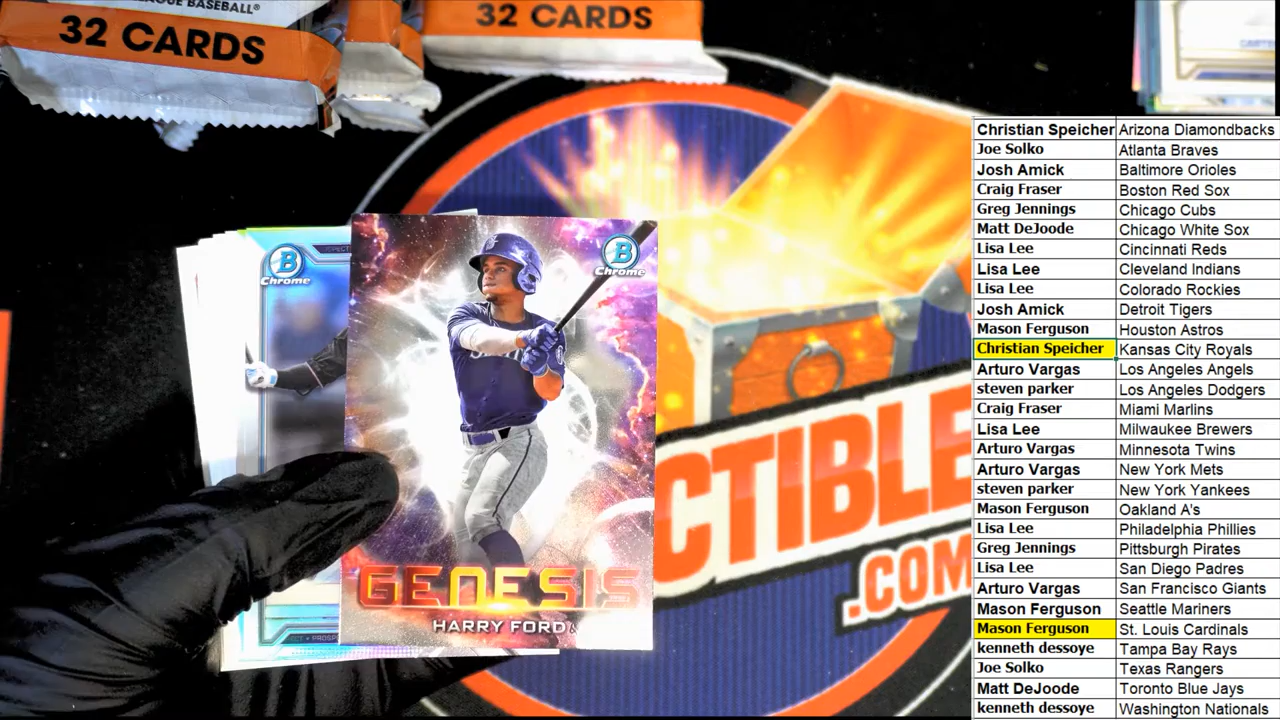 LEAGUE BASEBALL®
32 CARDS
32 CARDS
B
Chrome
B
Chrome
GENESIS
HARRY FORD
CTIBLE
.COM
Christian Speicher Arizona Diamondbacks
Joe Solko Atlanta Braves
Josh Amick Baltimore Orioles
Craig Fraser Boston Red Sox
Greg Jennings Chicago Cubs
Matt DeJoode Chicago White Sox
Lisa Lee Cincinnati Reds
Lisa Lee Cleveland Indians
Lisa Lee Colorado Rockies
Josh Amick Detroit Tigers
Mason Ferguson Houston Astros
Christian Speicher Kansas City Royals
Arturo Vargas Los Angeles Angels
steven parker Los Angeles Dodgers
Craig Fraser Miami Marlins
Lisa Lee Milwaukee Brewers
Arturo Vargas Minnesota Twins
Arturo Vargas New York Mets
steven parker New York Yankees
Mason Ferguson Oakland A's
Lisa Lee Philadelphia Phillies
Greg Jennings Pittsburgh Pirates
Lisa Lee San Diego Padres
Arturo Vargas San Francisco Giants
Mason Ferguson Seattle Mariners
Mason Ferguson St. Louis Cardinals
kenneth dessoye Tampa Bay Rays
Joe Solko Texas Rangers
Matt DeJoode Toronto Blue Jays
kenneth dessoye Washington Nationals